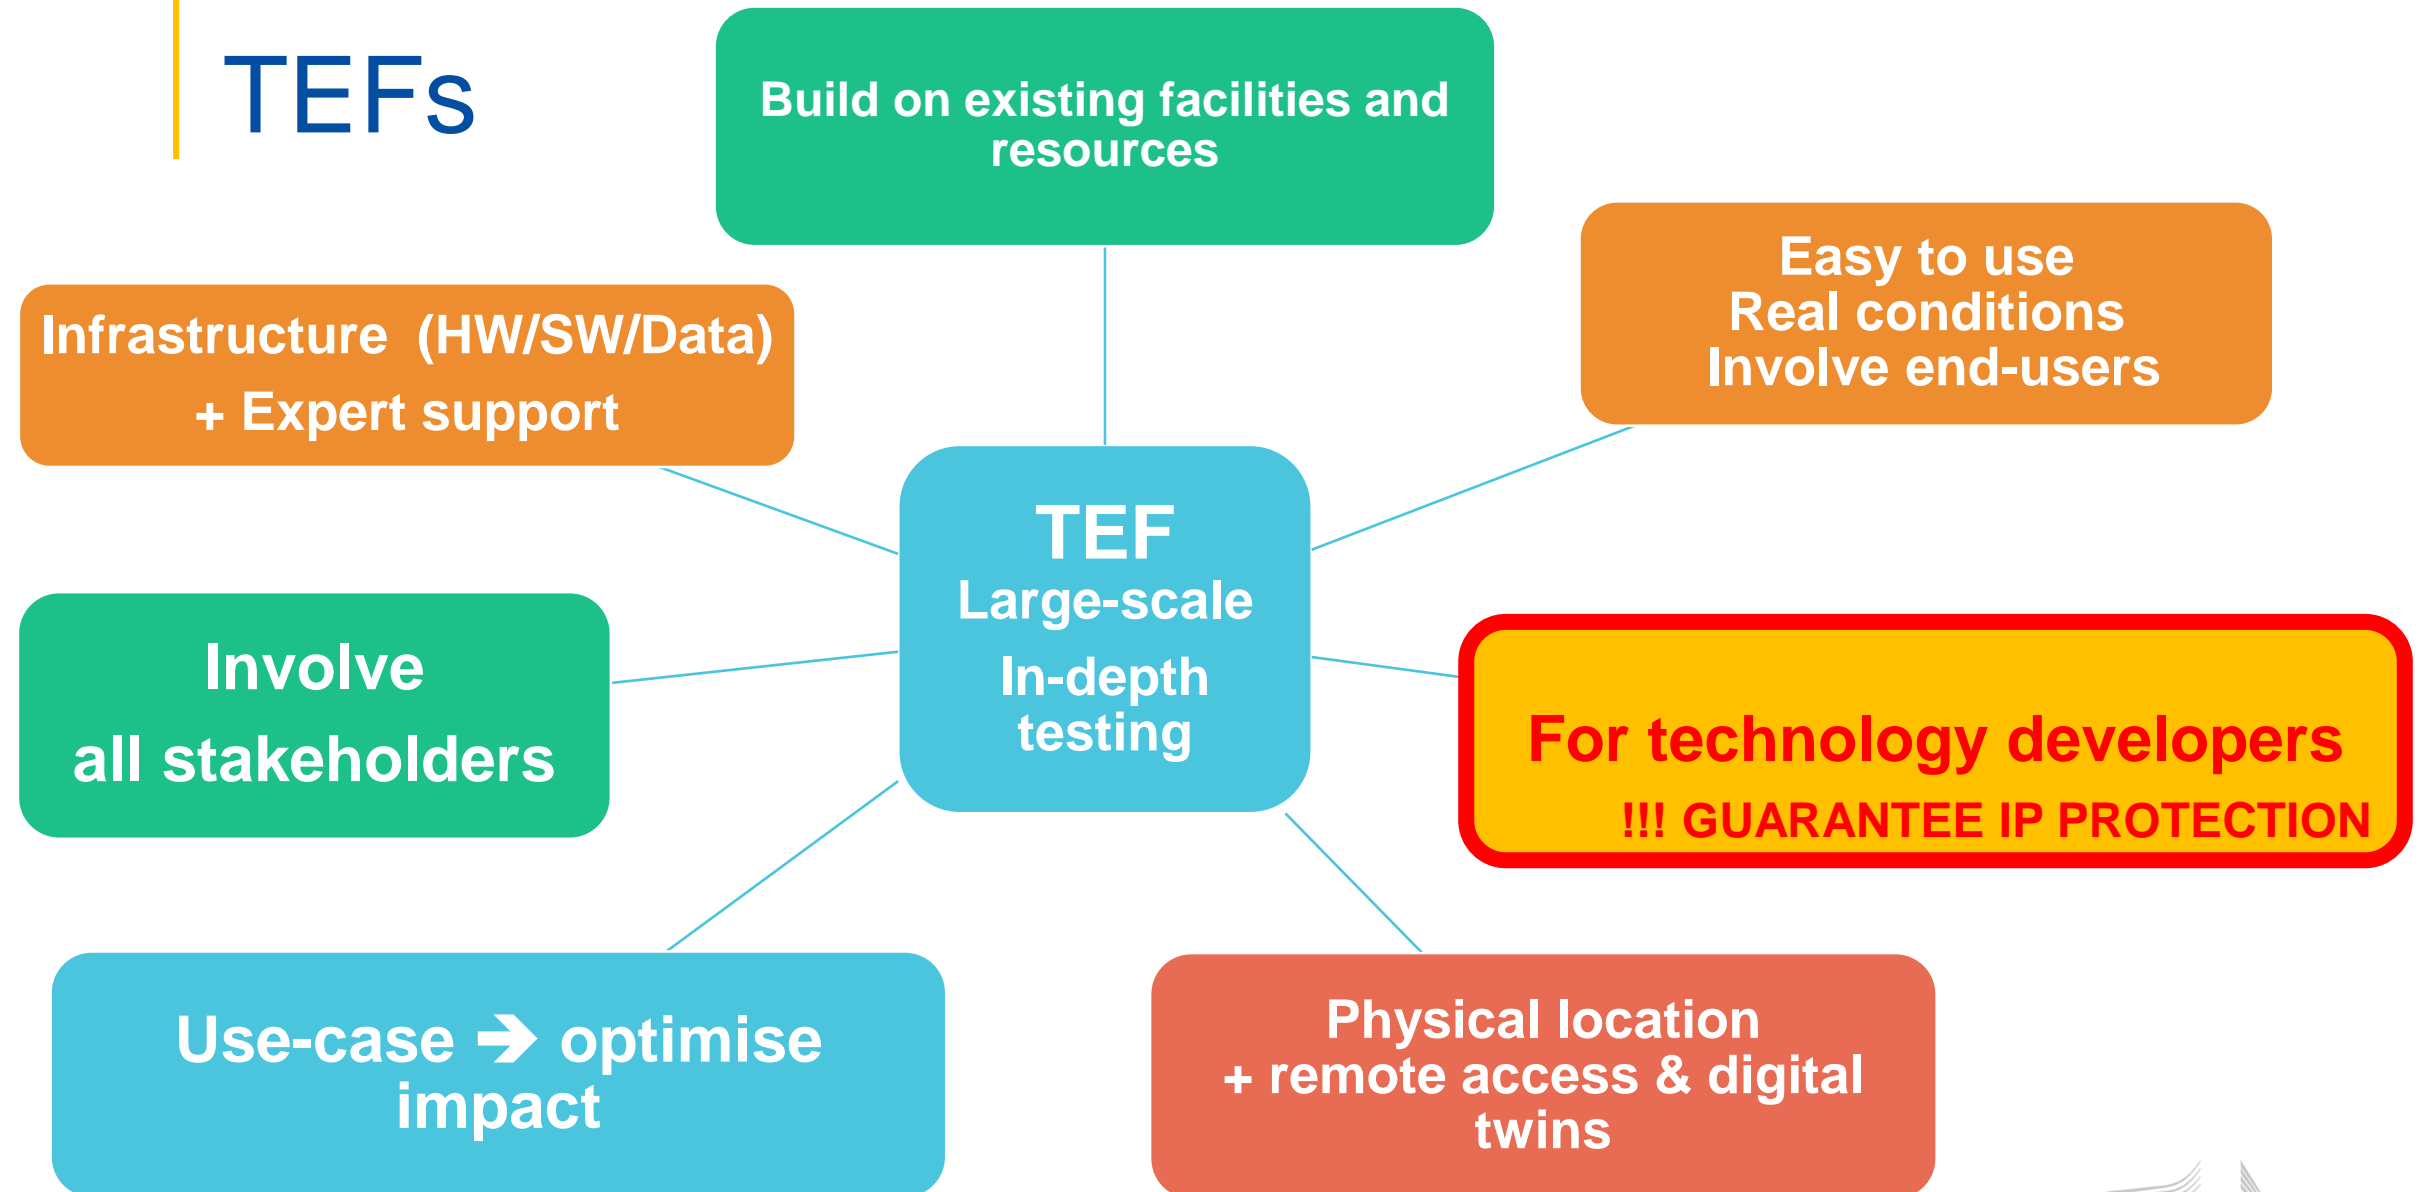 TEFs
Build on existing facilities and
resources
Easy to use
Real conditions
Involve end-users
Infrastructure  (HW/SW/Data)
+ Expert support
TEF
Large-scale
In-depth
testing
Involve
all stakeholders
For technology developers
!!! GUARANTEE IP PROTECTION
Use-case ➔ optimise
impact
Physical location
+ remote access & digital
twins